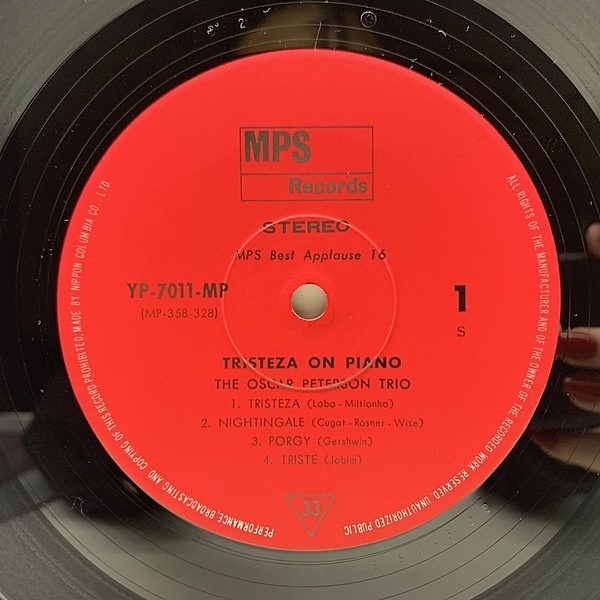 MPS
Records
STEREO
MPS Best Applause 16
YP-7011-MP
(MP-358-328)
1
S
TRISTEZA ON PIANO
THE OSCAR PETERSON TRIO
1. TRISTEZA (Lobo - Miltionho)
2. NIGHTINGALE (Cugat - Rosner - Wise)
3. PORGY (Gershwin)
4. TRISTE (Jobim)
33
ALL RIGHTS OF THE MANUFACTURER AND OF THE OWNER OF THE RECORDED WORK RESERVED. UNAUTHORIZED PUBLIC
PERFORMANCE, BROADCASTING AND COPYING OF THIS RECORD PROHIBITED. MADE BY NIPPON COLUMBIA CO., LTD.